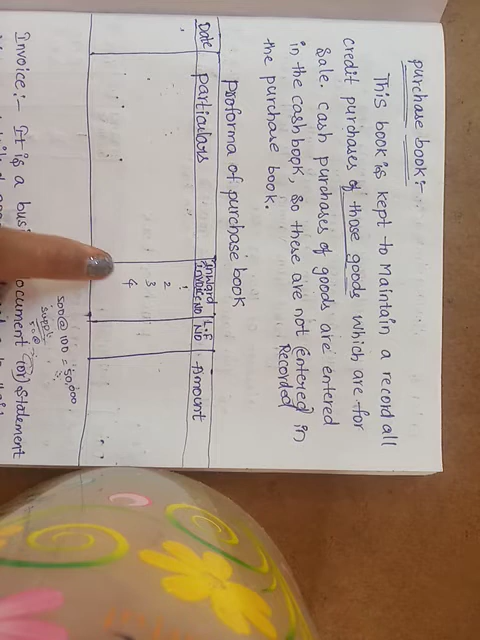 purchase book:-
This book is kept to Maintain a record all
credit purchases of those goods which are for
Sale. cash purchases of goods are entered
in the cash book, so these are not (entered) in
Recorded
the purchase book.
Proforma of purchase book
Date particulars Inward Invoice No L.F No Amount
1
2
3
4
500 @ 100 = 50,000
Invoice:- It is a bus ocument (or) Statement